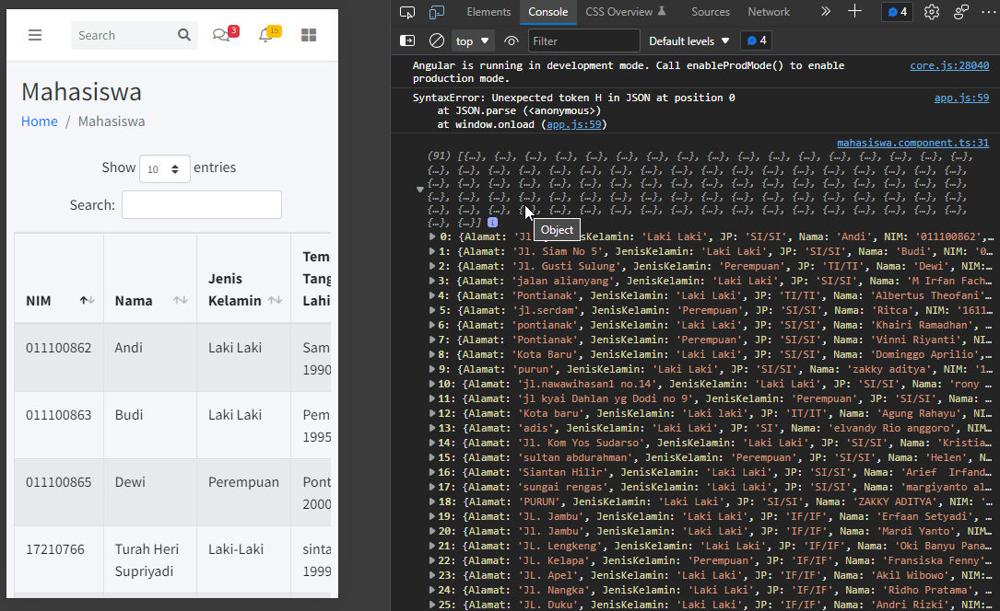 Search
3
15
Mahasiswa
Home / Mahasiswa
Show 10 entries
Search:
NIM Nama Jenis Kelamin Tem Tang Lahi
011100862 Andi Laki Laki Sam 1990
011100863 Budi Laki Laki Pem 1995
011100865 Dewi Perempuan Pont 2000
17210766 Turah Heri Supriyadi Laki-Laki sinta 1999
Elements Console CSS Overview Sources Network 4
top Filter Default levels 4
Angular is running in development mode. Call enableProdMode() to enable core.js:28040
production mode.
SyntaxError: Unexpected token H in JSON at position 0 app.js:59
at JSON.parse (<anonymous>)
at window.onload (app.js:59)
mahasiswa.component.ts:31
(91) [{…}, {…}, {…}, {…}, {…}, {…}, {…}, {…}, {…}, {…}, {…}, {…}, {…}, {…}, {…}, {…}, {…},
{…}, {…}, {…}, {…}, {…}, {…}, {…}, {…}, {…}, {…}, {…}, {…}, {…}, {…}, {…}, {…}, {…}, {…},
{…}, {…}, {…}, {…}, {…}, {…}, {…}, {…}, {…}, {…}, {…}, {…}, {…}, {…}, {…}, {…}, {…}, {…},
{…}, {…}, {…}, {…}, {…}, {…}, {…}, {…}, {…}, {…}, {…}, {…}, {…}, {…}, {…}, {…}, {…}, {…},
{…}, {…}, {…}, {…}, {…}, {…}, {…}, {…}, {…}, {…}, {…}, {…}, {…}, {…}, {…}, {…}, {…}, {…},
{…}, {…}] i
Object
0: {Alamat: 'Jl. JenisKelamin: 'Laki Laki', JP: 'SI/SI', Nama: 'Andi', NIM: '011100862',…
1: {Alamat: 'Jl. Siam No 5', JenisKelamin: 'Laki Laki', JP: 'SI/SI', Nama: 'Budi', NIM: '0…
2: {Alamat: 'Jl. Gusti Sulung', JenisKelamin: 'Perempuan', JP: 'TI/TI', Nama: 'Dewi', NIM:…
3: {Alamat: 'jalan alianyang', JenisKelamin: 'Laki Laki', JP: 'SI/SI', Nama: 'M Irfan Fach…
4: {Alamat: 'Pontianak', JenisKelamin: 'Laki Laki', JP: 'TI/TI', Nama: 'Albertus Theofani'…
5: {Alamat: 'jl.serdam', JenisKelamin: 'Perempuan', JP: 'SI/SI', Nama: 'Ritca', NIM: '1611…
6: {Alamat: 'pontianak', JenisKelamin: 'Laki Laki', JP: 'SI/SI', Nama: 'Khairi Ramadhan', …
7: {Alamat: 'Pontianak', JenisKelamin: 'Perempuan', JP: 'SI/SI', Nama: 'Vinni Riyanti', NI…
8: {Alamat: 'Kota Baru', JenisKelamin: 'Laki Laki', JP: 'SI/SI', Nama: 'Dominggo Aprilio',…
9: {Alamat: 'purun', JenisKelamin: 'Laki Laki', JP: 'SI/SI', Nama: 'zakky aditya', NIM: '1…
10: {Alamat: 'jl.nawawihasan1 no.14', JenisKelamin: 'Laki Laki', JP: 'SI/SI', Nama: 'rony …
11: {Alamat: 'jl kyai Dahlan yg Dodi no 9', JenisKelamin: 'Perempuan', JP: 'SI/SI', Nama: …
12: {Alamat: 'Kota baru', JenisKelamin: 'Laki laki', JP: 'IT/IT', Nama: 'Agung Rahayu', NI…
13: {Alamat: 'adis', JenisKelamin: 'Laki Laki', JP: 'SI', Nama: 'elvandy Rio anggoro', NIM…
14: {Alamat: 'Jl. Kom Yos Sudarso', JenisKelamin: 'Laki Laki', JP: 'SI/SI', Nama: 'Kristia…
15: {Alamat: 'sultan abdurahman', JenisKelamin: 'Perempuan', JP: 'SI/SI', Nama: 'Helen', N…
16: {Alamat: 'Siantan Hilir', JenisKelamin: 'Laki Laki', JP: 'SI/SI', Nama: 'Arief Irfand…
17: {Alamat: 'sungai rengas', JenisKelamin: 'Laki Laki', JP: 'SI/SI', Nama: 'margiyanto al…
18: {Alamat: 'PURUN', JenisKelamin: 'Laki Laki', JP: 'SI/SI', Nama: 'ZAKKY ADITYA', NIM: '…
19: {Alamat: 'JL. Jambu', JenisKelamin: 'Laki Laki', JP: 'IF/IF', Nama: 'Erfaan Setyadi', …
20: {Alamat: 'JL. Jambu', JenisKelamin: 'Laki Laki', JP: 'IF/IF', Nama: 'Mardi Yanto', NIM…
21: {Alamat: 'JL. Lengkeng', JenisKelamin: 'Laki Laki', JP: 'IF/IF', Nama: 'Oki Banyu Pana…
22: {Alamat: 'JL. Kelapa', JenisKelamin: 'Perempuan', JP: 'IF/IF', Nama: 'Fransiska Fenny'…
23: {Alamat: 'JL. Apel', JenisKelamin: 'Laki Laki', JP: 'IF/IF', Nama: 'Akil Wibowo', NIM:…
24: {Alamat: 'JL. Nangka', JenisKelamin: 'Laki Laki', JP: 'IF/IF', Nama: 'Ridho Pratama', …
25: {Alamat: 'JL. Duku', JenisKelamin: 'Laki Laki', JP: 'IF/IF', Nama: 'Andri Rizki', NIM:…